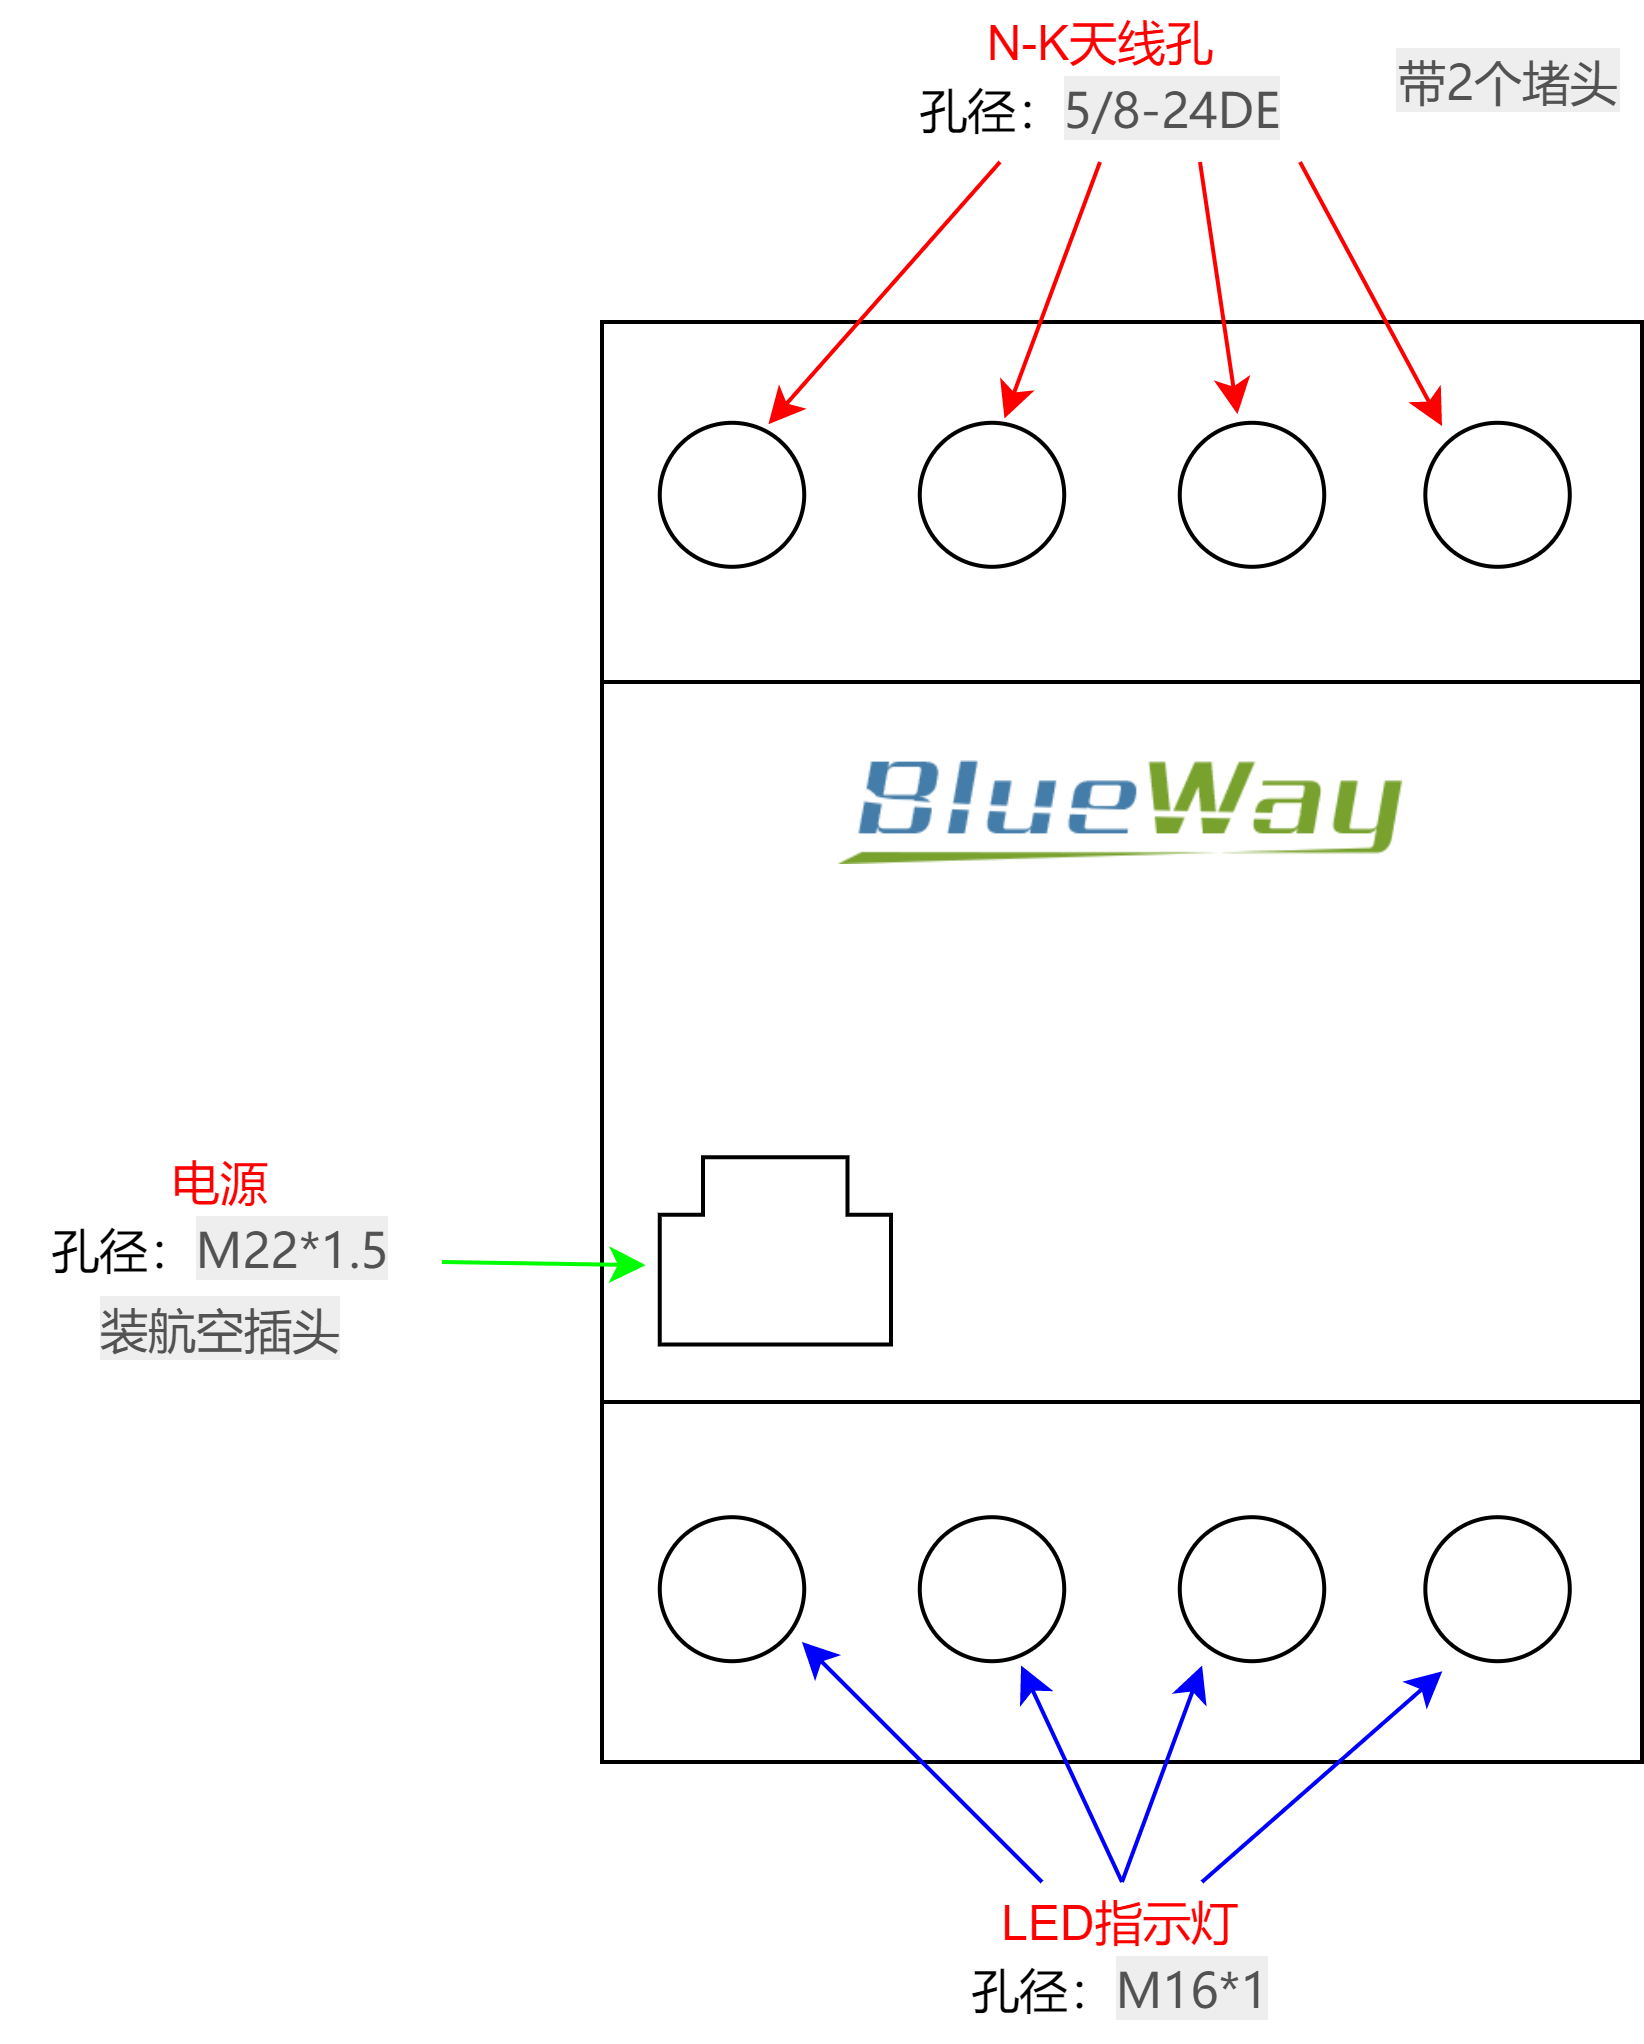 N-K天线孔
孔径：5/8-24DE
带2个堵头
BlueWay
电源
孔径：M22*1.5
装航空插头
LED指示灯
孔径：M16*1